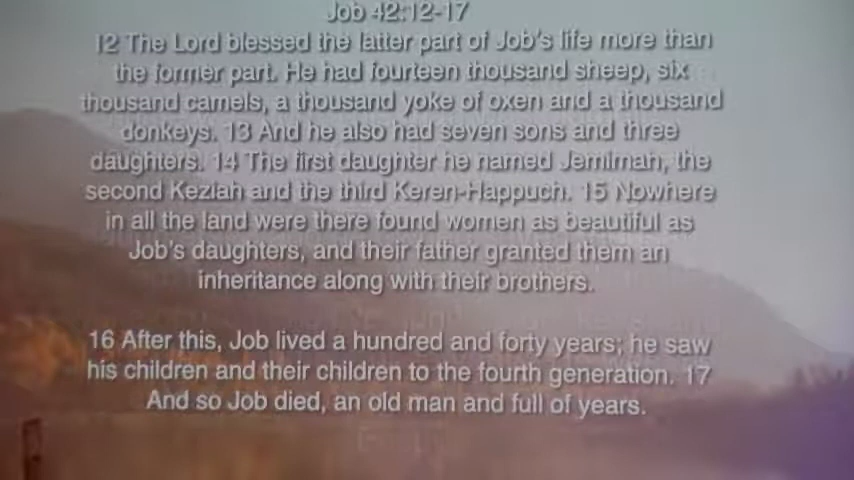 Job 42:12-17
12 The Lord blessed the latter part of Job's life more than
the former part. He had fourteen thousand sheep, six
thousand camels, a thousand yoke of oxen and a thousand
donkeys. 13 And he also had seven sons and three
daughters. 14 The first daughter he named Jemimah, the
second Keziah and the third Keren-Happuch. 15 Nowhere
in all the land were there found women as beautiful as
Job's daughters, and their father granted them an
inheritance along with their brothers.
16 After this, Job lived a hundred and forty years; he saw
his children and their children to the fourth generation. 17
And so Job died, an old man and full of years.